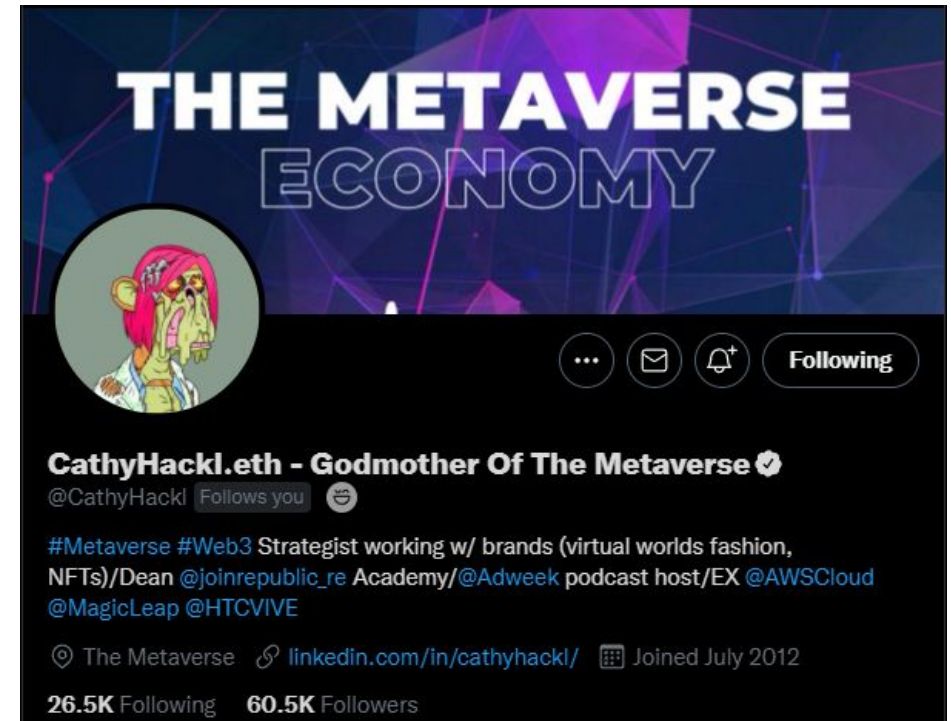 THE METAVERSE
ECONOMY
Following
CathyHackl.eth - Godmother Of The Metaverse
@CathyHackl Follows you
#Metaverse #Web3 Strategist working w/ brands (virtual worlds fashion,
NFTs)/Dean @joinrepublic_re Academy/@Adweek podcast host/EX @AWSCloud
@MagicLeap @HTCVIVE
The Metaverse linkedin.com/in/cathyhackl/ Joined July 2012
26.5K Following 60.5K Followers